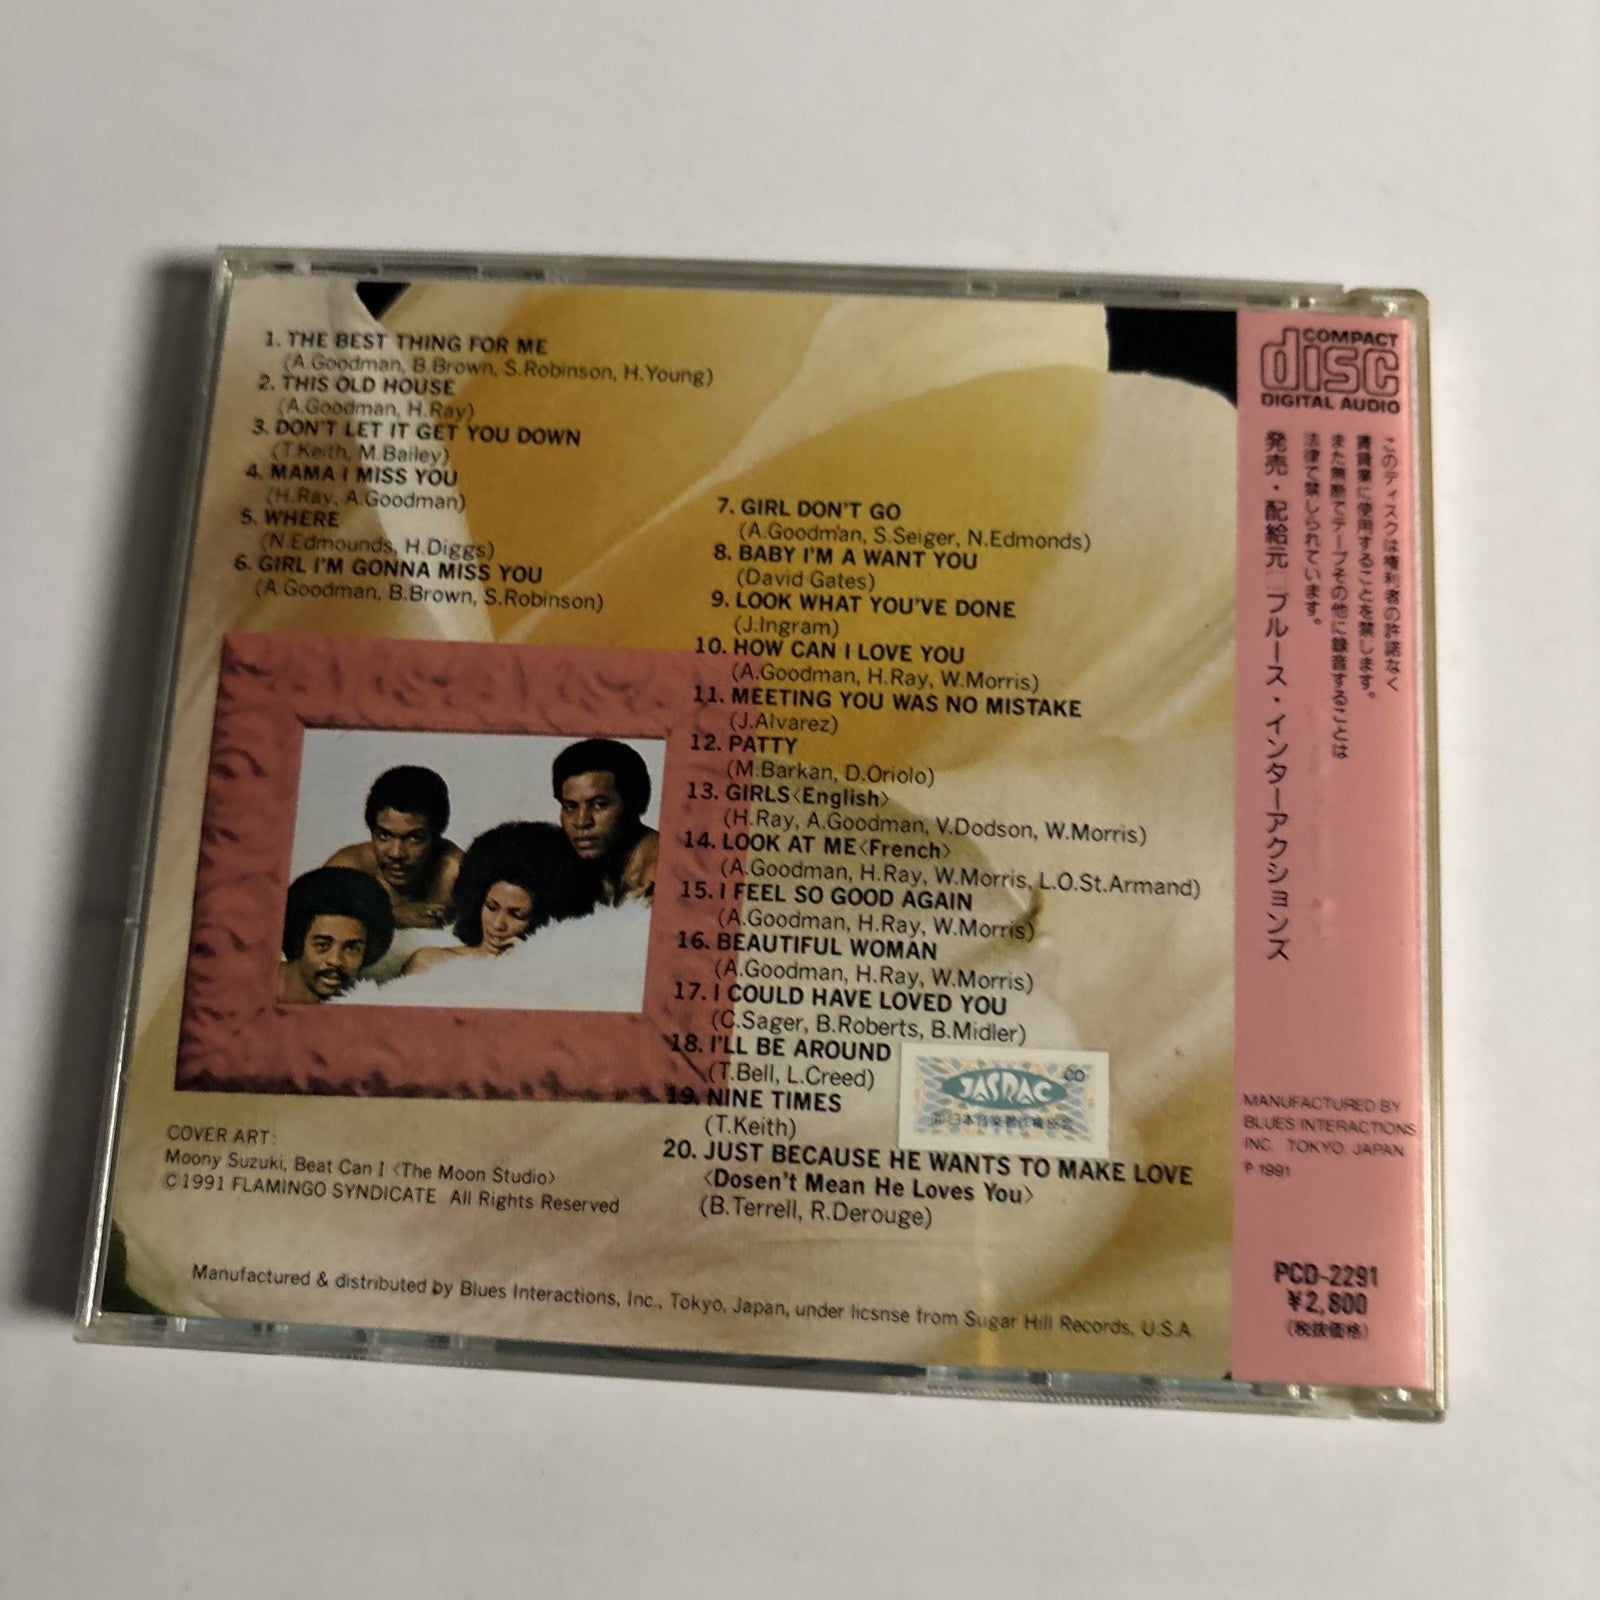 1. THE BEST THING FOR ME
(A.Goodman, B.Brown, S.Robinson, H.Young)
2. THIS OLD HOUSE
(A.Goodman, H.Ray)
3. DON'T LET IT GET YOU DOWN
(T.Keith, M.Bailey)
4. MAMA I MISS YOU
(H.Ray, A.Goodman)
5. WHERE
(N.Edmounds, H.Diggs)
6. GIRL I'M GONNA MISS YOU
(A.Goodman, B.Brown, S.Robinson)
7. GIRL DON'T GO
(A.Goodman, S.Seiger, N.Edmonds)
8. BABY I'M A WANT YOU
(David Gates)
9. LOOK WHAT YOU'VE DONE
(J.Ingram)
10. HOW CAN I LOVE YOU
(A.Goodman, H.Ray, W.Morris)
11. MEETING YOU WAS NO MISTAKE
(J.Alvarez)
12. PATTY
(M.Barkan, D.Oriolo)
13. GIRLS<English>
(H.Ray, A.Goodman, V.Dodson, W.Morris)
14. LOOK AT ME<French>
(A.Goodman, H.Ray, W.Morris, L.O.St.Armand)
15. I FEEL SO GOOD AGAIN
(A.Goodman, H.Ray, W.Morris)
16. BEAUTIFUL WOMAN
(A.Goodman, H.Ray, W.Morris)
17. I COULD HAVE LOVED YOU
(C.Sager, B.Roberts, B.Midler)
18. I'LL BE AROUND
(T.Bell, L.Creed)
19. NINE TIMES
(T.Keith)
20. JUST BECAUSE HE WANTS TO MAKE LOVE
<Dosen't Mean He Loves You>
(B.Terrell, R.Derouge)
JASRAC
CD
COVER ART:
Moony Suzuki, Beat Can I <The Moon Studio>
©1991 FLAMINGO SYNDICATE All Rights Reserved
Manufactured & distributed by Blues Interactions, Inc., Tokyo, Japan, under licsnse from Sugar Hill Records, U.S.A.
COMPACT
disc
DIGITAL AUDIO
このディスクは権利者の許諾なく
賃貸業に使用することを禁じます。
また無断でテープその他に録音することは
法律で禁じられています。
発売・配給元 ブルース・インターアクションズ
MANUFACTURED BY
BLUES INTERACTIONS
INC. TOKYO, JAPAN
℗ 1991
PCD-2291
¥2,800
(税抜価格)